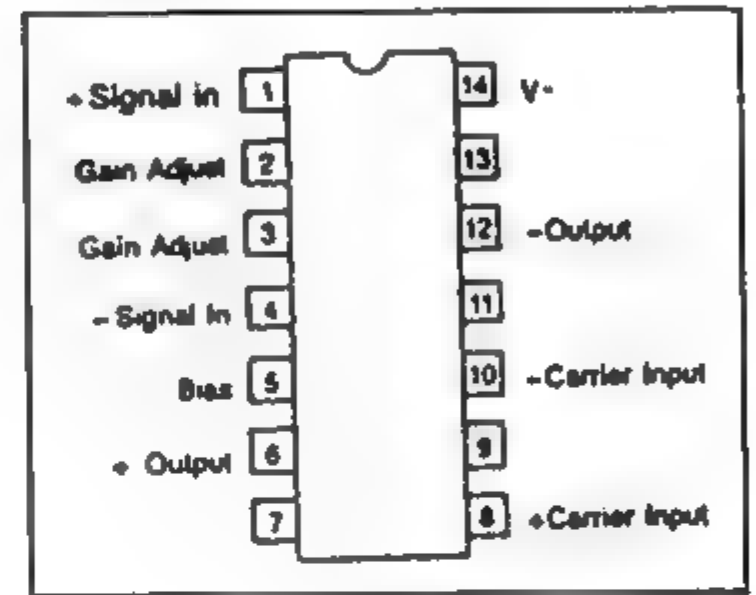 +Signal in 1
Gain Adjust 2
Gain Adjust 3
- Signal In 4
Bias 5
+ Output 6
7
14 V-
13
12 -Output
11
10 -Carrier Input
9
8 +Carrier Input